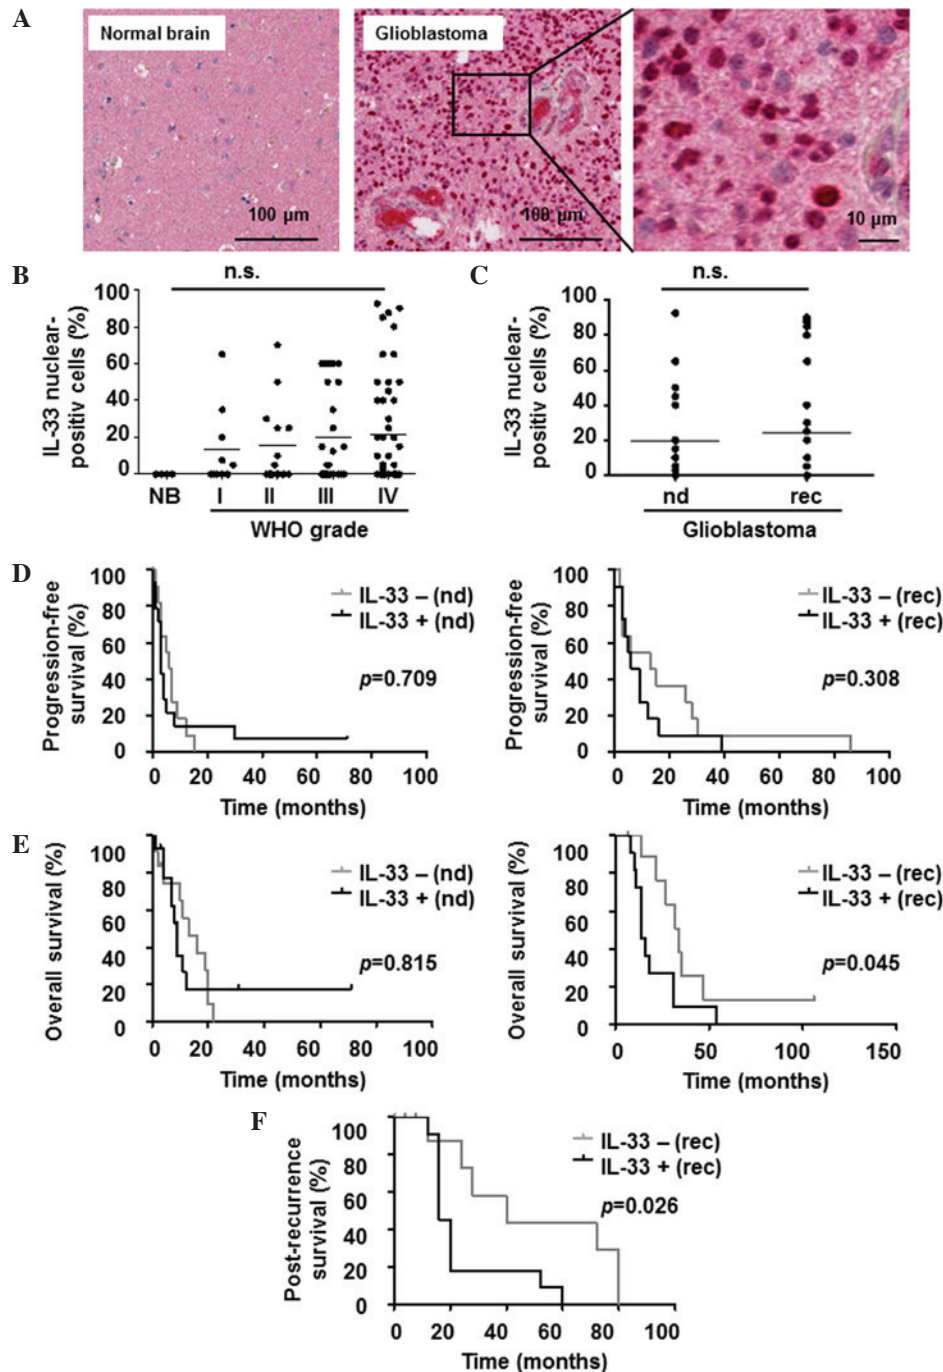 A
Normal brain
Glioblastoma
100 µm
100 µm
10 µm
B
n.s.
IL-33 nuclear-
positiv cells (%)
100
80
60
40
20
0
NB
I
II
III
IV
WHO grade
C
n.s.
IL-33 nuclear-
positiv cells (%)
100
80
60
40
20
0
nd
rec
Glioblastoma
D
Progression-free
survival (%)
100
80
60
40
20
0
IL-33 – (nd)
IL-33 + (nd)
p=0.709
0 20 40 60 80 100
Time (months)
Progression-free
survival (%)
100
80
60
40
20
0
IL-33 – (rec)
IL-33 + (rec)
p=0.308
0 20 40 60 80 100
Time (months)
E
Overall survival (%)
100
80
60
40
20
0
IL-33 – (nd)
IL-33 + (nd)
p=0.815
0 20 40 60 80 100
Time (months)
Overall survival (%)
100
80
60
40
20
0
IL-33 – (rec)
IL-33 + (rec)
p=0.045
0 50 100 150
Time (months)
F
Post-recurrence
survival (%)
100
80
60
40
20
0
IL-33 – (rec)
IL-33 + (rec)
p=0.026
0 20 40 60 80 100
Time (months)